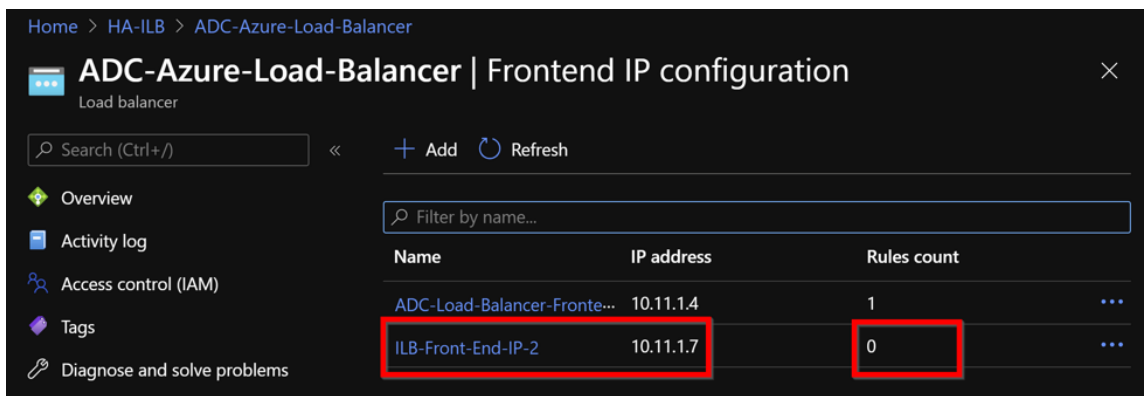 Home > HA-ILB > ADC-Azure-Load-Balancer
ADC-Azure-Load-Balancer | Frontend IP configuration
Load balancer
Search (Ctrl+/)
«
+ Add
Refresh
Overview
Activity log
Access control (IAM)
Tags
Diagnose and solve problems
Filter by name...
Name IP address Rules count
ADC-Load-Balancer-Fronte... 10.11.1.4 1 ...
ILB-Front-End-IP-2 10.11.1.7 0 ...